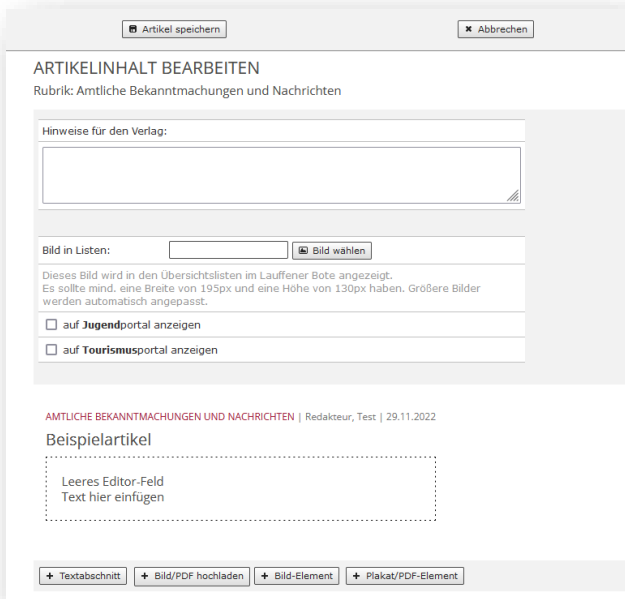 Artikel speichern
Abbrechen
ARTIKELINHALT BEARBEITEN
Rubrik: Amtliche Bekanntmachungen und Nachrichten
Hinweise für den Verlag:
Bild in Listen:
Bild wählen
Dieses Bild wird in den Übersichtslisten im Lauffener Bote angezeigt.
Es sollte mind. eine Breite von 195px und eine Höhe von 130px haben. Größere Bilder
werden automatisch angepasst.
auf Jugendportal anzeigen
auf Tourismusportal anzeigen
AMTLICHE BEKANNTMACHUNGEN UND NACHRICHTEN | Redakteur, Test | 29.11.2022
Beispielartikel
Leeres Editor-Feld
Text hier einfügen
+ Textabschnitt
+ Bild/PDF hochladen
+ Bild-Element
+ Plakat/PDF-Element